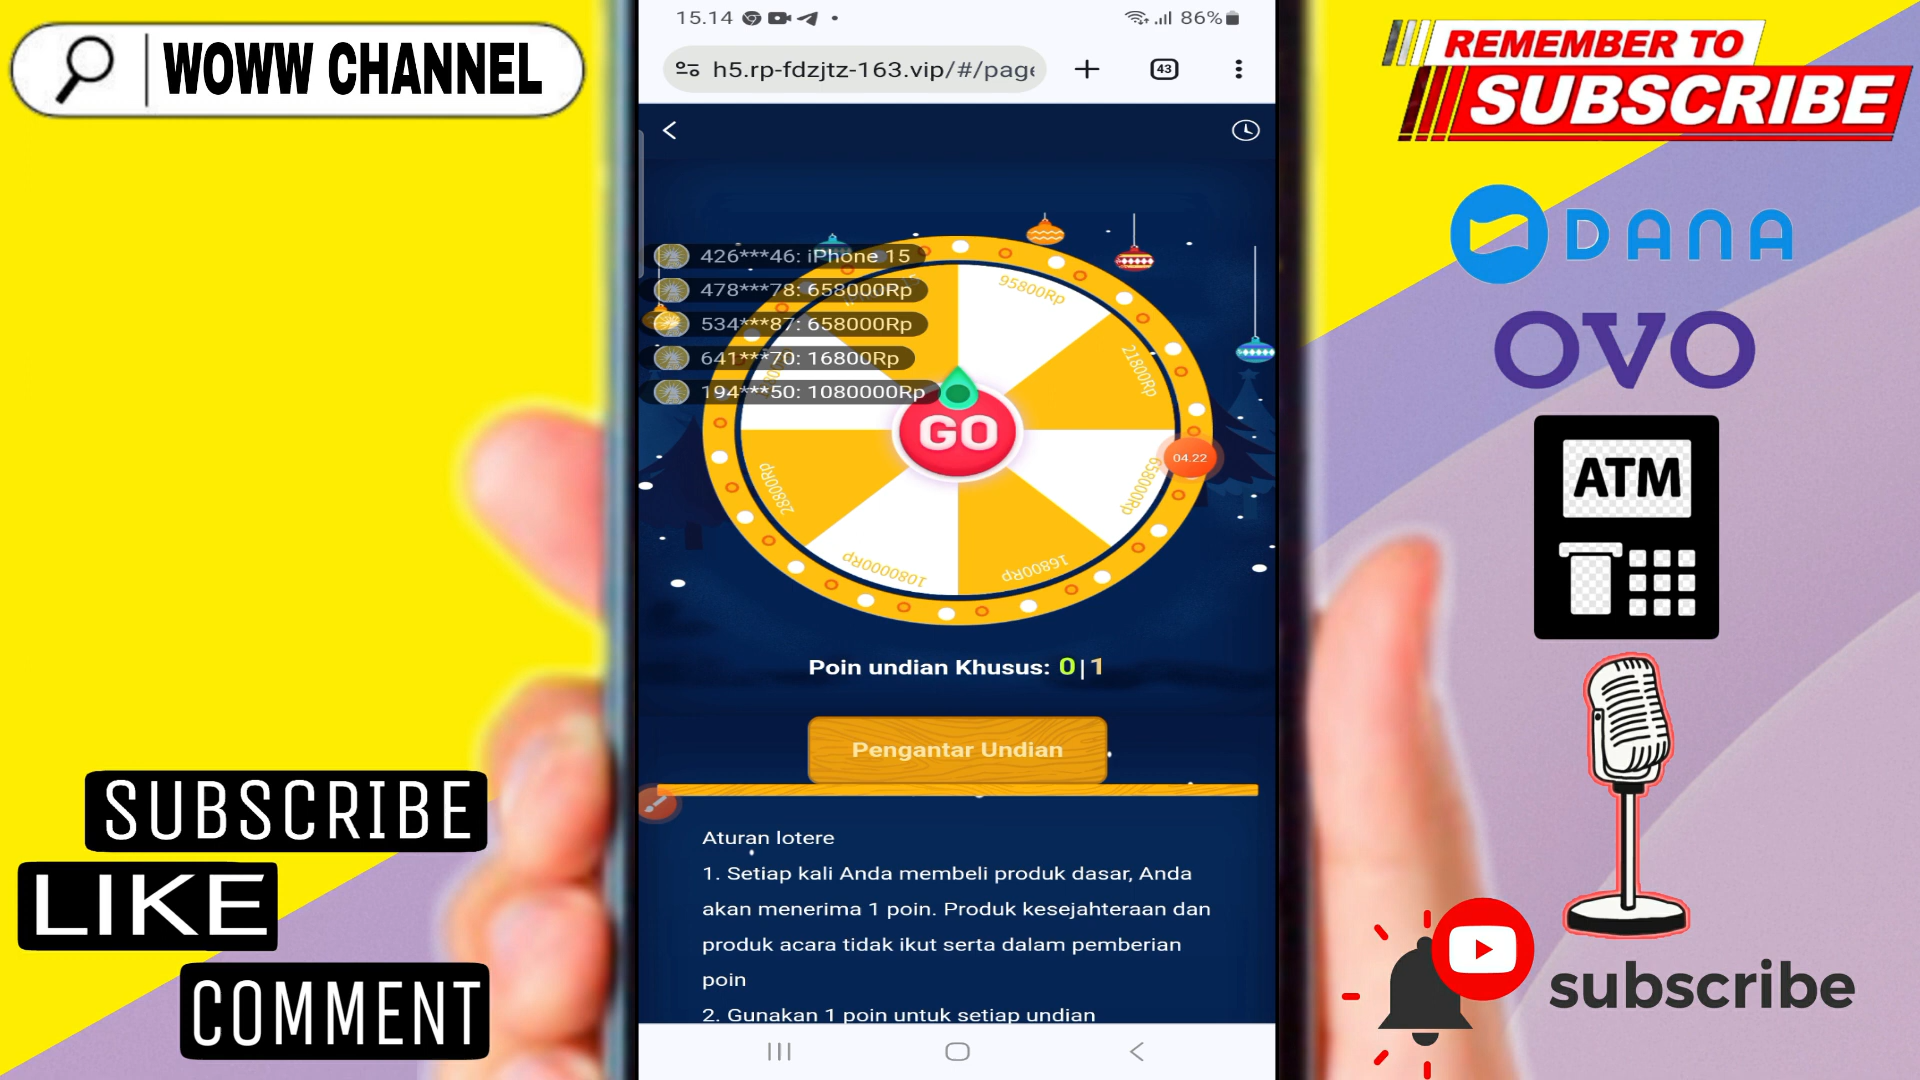 WOWW CHANNEL
15.14
86%
h5.rp-fdzjtz-163.vip/#/page
43
REMEMBER TO
SUBSCRIBE
DANA
OVO
ATM
426***46: iPhone 15
478***78: 658000Rp
534***87: 658000Rp
641***70: 16800Rp
194***50: 1080000Rp
95800Rp
21800Rp
658000Rp
16800Rp
1080000Rp
28800Rp
GO
04.22
Poin undian Khusus: 0|1
Pengantar Undian
Aturan lotere
1. Setiap kali Anda membeli produk dasar, Anda
akan menerima 1 poin. Produk kesejahteraan dan
produk acara tidak ikut serta dalam pemberian
poin
2. Gunakan 1 poin untuk setiap undian
SUBSCRIBE
LIKE
COMMENT
subscribe